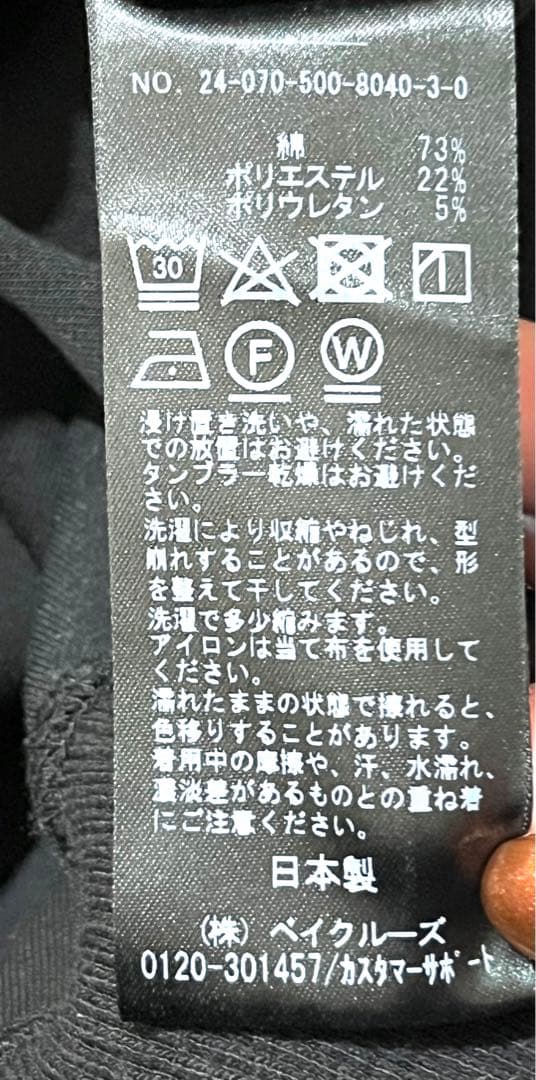 NO. 24-070-500-8040-3-0
綿 73%
ポリエステル 22%
ポリウレタン 5%
30
F W
浸け置き洗いや、濡れた状態
での放置はお避けください。
タンブラー乾燥はお避けくだ
さい。
洗濯により収縮やねじれ、型
崩れすることがあるので、形
を整えて干してください。
洗濯で多少縮みます。
アイロンは当て布を使用して
ください。
濡れたままの状態で擦れると、
色移りすることがあります。
着用中の摩擦や、汗、水濡れ、
濃淡差があるものとの重ね着
にご注意ください。
日本製
(株) ベイクルーズ
0120-301457/カスタマーサポート